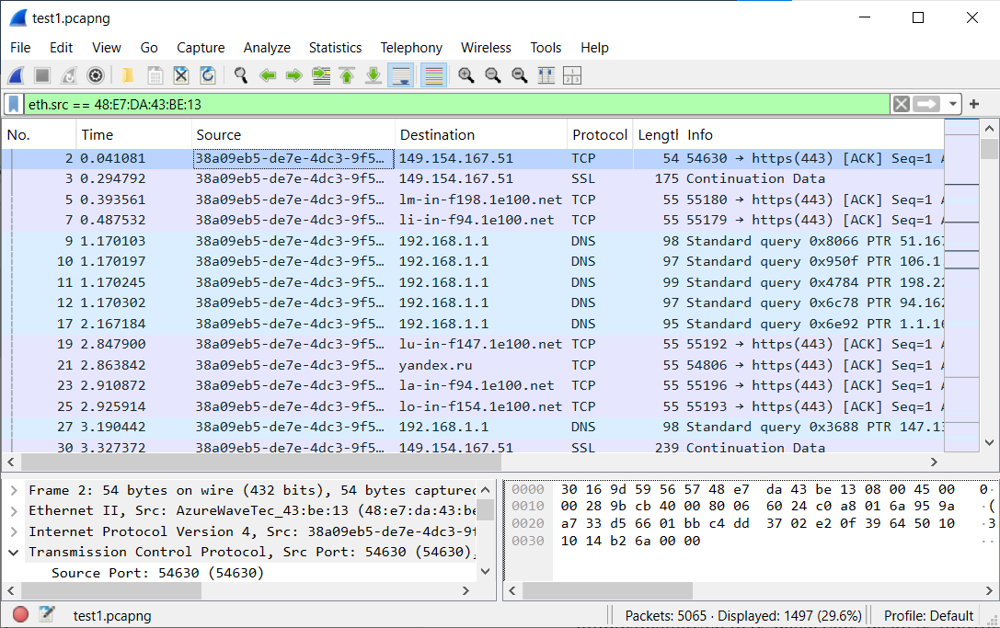 test1.pcapng
File Edit View Go Capture Analyze Statistics Telephony Wireless Tools Help
eth.src == 48:E7:DA:43:BE:13
No. Time Source Destination Protocol Length Info
2 0.041081 38a09eb5-de7e-4dc3-9f5… 149.154.167.51 TCP 54 54630 → https(443) [ACK] Seq=1
3 0.294792 38a09eb5-de7e-4dc3-9f5… 149.154.167.51 SSL 175 Continuation Data
5 0.393561 38a09eb5-de7e-4dc3-9f5… lm-in-f198.1e100.net TCP 55 55180 → https(443) [ACK] Seq=1
7 0.487532 38a09eb5-de7e-4dc3-9f5… li-in-f94.1e100.net TCP 55 55179 → https(443) [ACK] Seq=1
9 1.170103 38a09eb5-de7e-4dc3-9f5… 192.168.1.1 DNS 98 Standard query 0x8066 PTR 51.167
10 1.170197 38a09eb5-de7e-4dc3-9f5… 192.168.1.1 DNS 97 Standard query 0x950f PTR 106.1
11 1.170245 38a09eb5-de7e-4dc3-9f5… 192.168.1.1 DNS 99 Standard query 0x4784 PTR 198.22
12 1.170302 38a09eb5-de7e-4dc3-9f5… 192.168.1.1 DNS 97 Standard query 0x6c78 PTR 94.162
17 2.167184 38a09eb5-de7e-4dc3-9f5… 192.168.1.1 DNS 95 Standard query 0x6e92 PTR 1.1.16
19 2.847900 38a09eb5-de7e-4dc3-9f5… lu-in-f147.1e100.net TCP 55 55192 → https(443) [ACK] Seq=1
21 2.863842 38a09eb5-de7e-4dc3-9f5… yandex.ru TCP 55 54806 → https(443) [ACK] Seq=1
23 2.910872 38a09eb5-de7e-4dc3-9f5… la-in-f94.1e100.net TCP 55 55196 → https(443) [ACK] Seq=1
25 2.925914 38a09eb5-de7e-4dc3-9f5… lo-in-f154.1e100.net TCP 55 55193 → https(443) [ACK] Seq=1
27 3.190442 38a09eb5-de7e-4dc3-9f5… 192.168.1.1 DNS 98 Standard query 0x3688 PTR 147.13
30 3.327372 38a09eb5-de7e-4dc3-9f5… 149.154.167.51 SSL 239 Continuation Data
Frame 2: 54 bytes on wire (432 bits), 54 bytes captured
Ethernet II, Src: AzureWaveTec_43:be:13 (48:e7:da:43:be
Internet Protocol Version 4, Src: 38a09eb5-de7e-4dc3-9f
Transmission Control Protocol, Src Port: 54630 (54630),
Source Port: 54630 (54630)
0000 30 16 9d 59 56 57 48 e7 da 43 be 13 08 00 45 00 0·
0010 00 28 9b cb 40 00 80 06 60 24 c0 a8 01 6a 95 9a ·(
0020 a7 33 d5 66 01 bb c4 dd 37 02 e2 0f 39 64 50 10 ·3
0030 10 14 b2 6a 00 00 ··
test1.pcapng Packets: 5065 · Displayed: 1497 (29.6%) Profile: Default